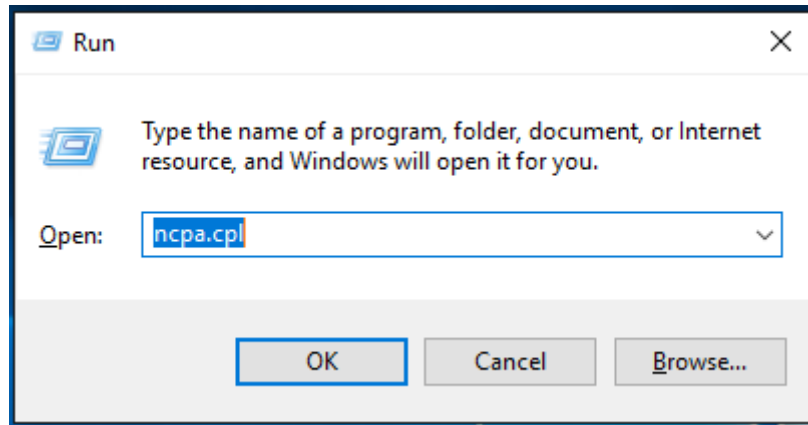 Run
Type the name of a program, folder, document, or Internet
resource, and Windows will open it for you.
Open: ncpa.cpl
OK Cancel Browse...